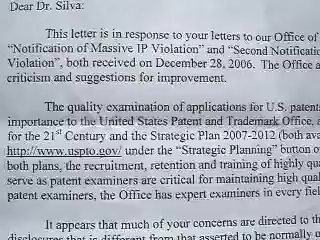 Dear Dr. Silva:
This letter is in response to your letters to our Office of
"Notification of Massive IP Violation" and "Second Notificatio
Violation", both received on December 28, 2006. The Office a
criticism and suggestions for improvement.
The quality examination of applications for U.S. patents
importance to the United States Patent and Trademark Office, a
for the 21st Century and the Strategic Plan 2007-2012 (both ava
http://www.uspto.gov/ under the "Strategic Planning" button o
both plans, the recruitment, retention and training of highly qua
serve as patent examiners are critical for maintaining high quali
patent examiners, the Office has expert examiners in every fiel
It appears that much of your concerns are directed to th
disclosures that is different from that asserted to be normally u